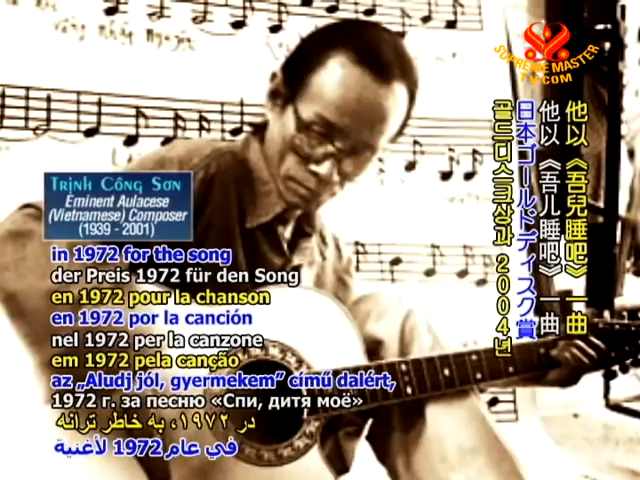 SUPREME MASTER
TV.COM
Trịnh Công Sơn
Eminent Aulacese
(Vietnamese) Composer
(1939 - 2001)
in 1972 for the song
der Preis 1972 für den Song
en 1972 pour la chanson
en 1972 por la canción
nel 1972 per la canzone
em 1972 pela canção
az „Aludj jól, gyermekem” című dalért,
1972 г. за песню «Спи, дитя моё»
در ۱۹۷۲، به خاطر ترانه
في عام 1972 لأغنية
他以《吾兒睡吧》一曲
他以《吾儿睡吧》一曲
日本ゴールドディスク賞
골드디스크상과 2004년